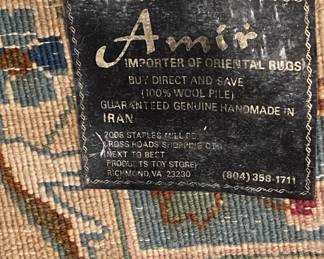 Amir
IMPORTER OF ORIENTAL RUGS
BUY DIRECT AND SAVE
(100% WOOL PILE)
GUARANTEED GENUINE HANDMADE IN
IRAN
2006 STAPLES MILL RD
CROSS ROADS SHOPPING CTR
(NEXT TO BEST
PRODUCTS TOY STORE)
RICHMOND, VA 23230
(804) 358-1711